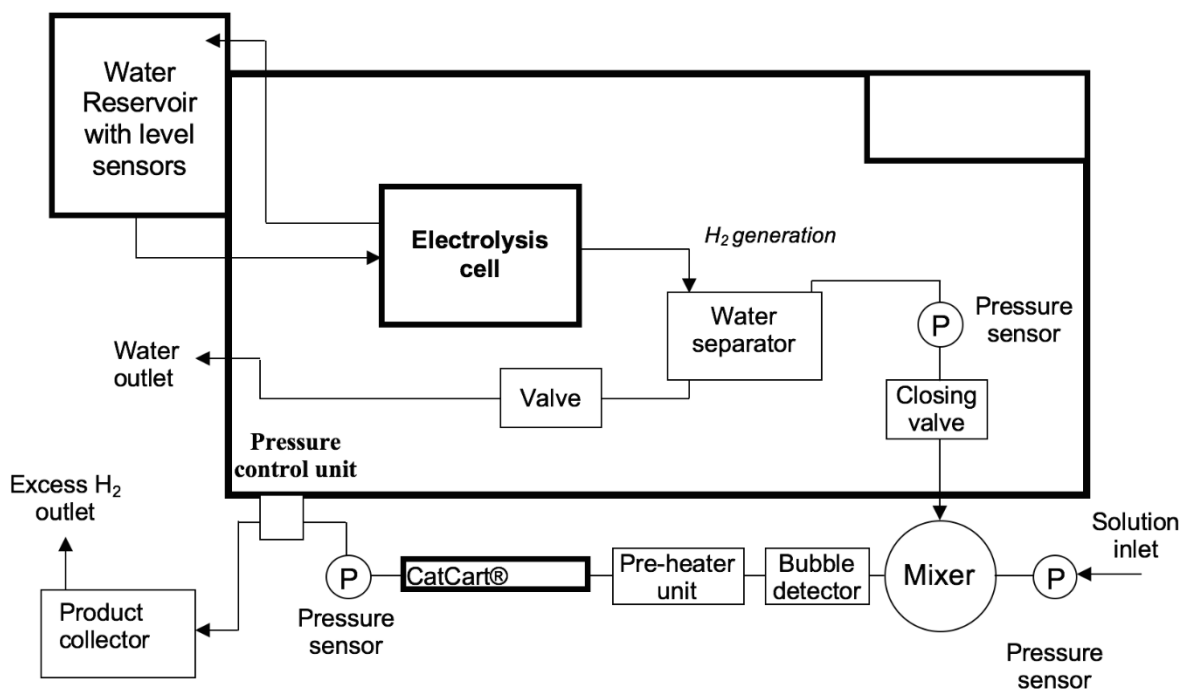 Water
Reservoir
with level
sensors
Electrolysis
cell
H₂ generation
Water
separator
P
Pressure
sensor
Water
outlet
Valve
Closing
valve
Pressure
control unit
Excess H₂
outlet
Solution
inlet
P
CatCart®
Pre-heater
unit
Bubble
detector
Mixer
P
Product
collector
Pressure
sensor
Pressure
sensor